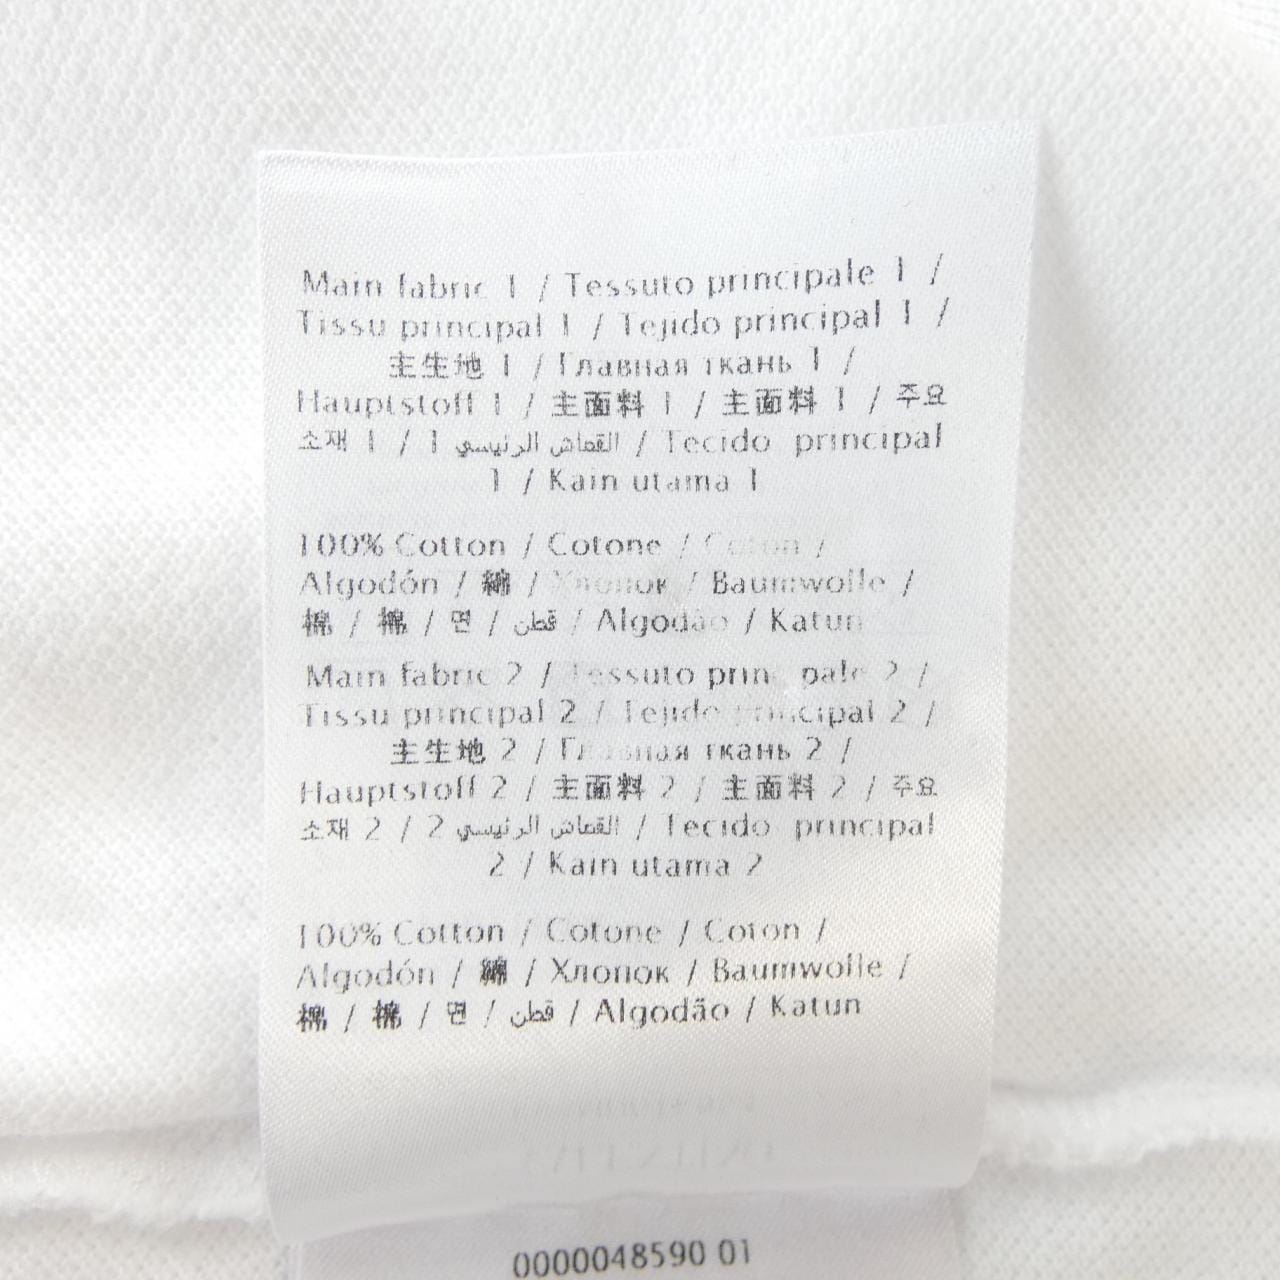 Main fabric 1 / Tessuto principale 1 /
Tissu principal 1 / Tejido principal 1 /
主生地 1 / Главная ткань 1 /
Hauptstoff 1 / 主面料 1 / 主面料 1 / 주요
소재 1 / 1 القماش الرئيسي / Tecido principal
1 / Kain utama 1
100% Cotton / Cotone / Coton /
Algodón / 綿 / Хлопок / Baumwolle /
棉 / 棉 / 면 / قطن / Algodão / Katun
Main fabric 2 / Tessuto principale 2 /
Tissu principal 2 / Tejido principal 2 /
主生地 2 / Главная ткань 2 /
Hauptstoff 2 / 主面料 2 / 主面料 2 / 주요
소재 2 / 2 القماش الرئيسي / Tecido principal
2 / Kain utama 2
100% Cotton / Cotone / Coton /
Algodón / 綿 / Хлопок / Baumwolle /
棉 / 棉 / 면 / قطن / Algodão / Katun
0000048590 01